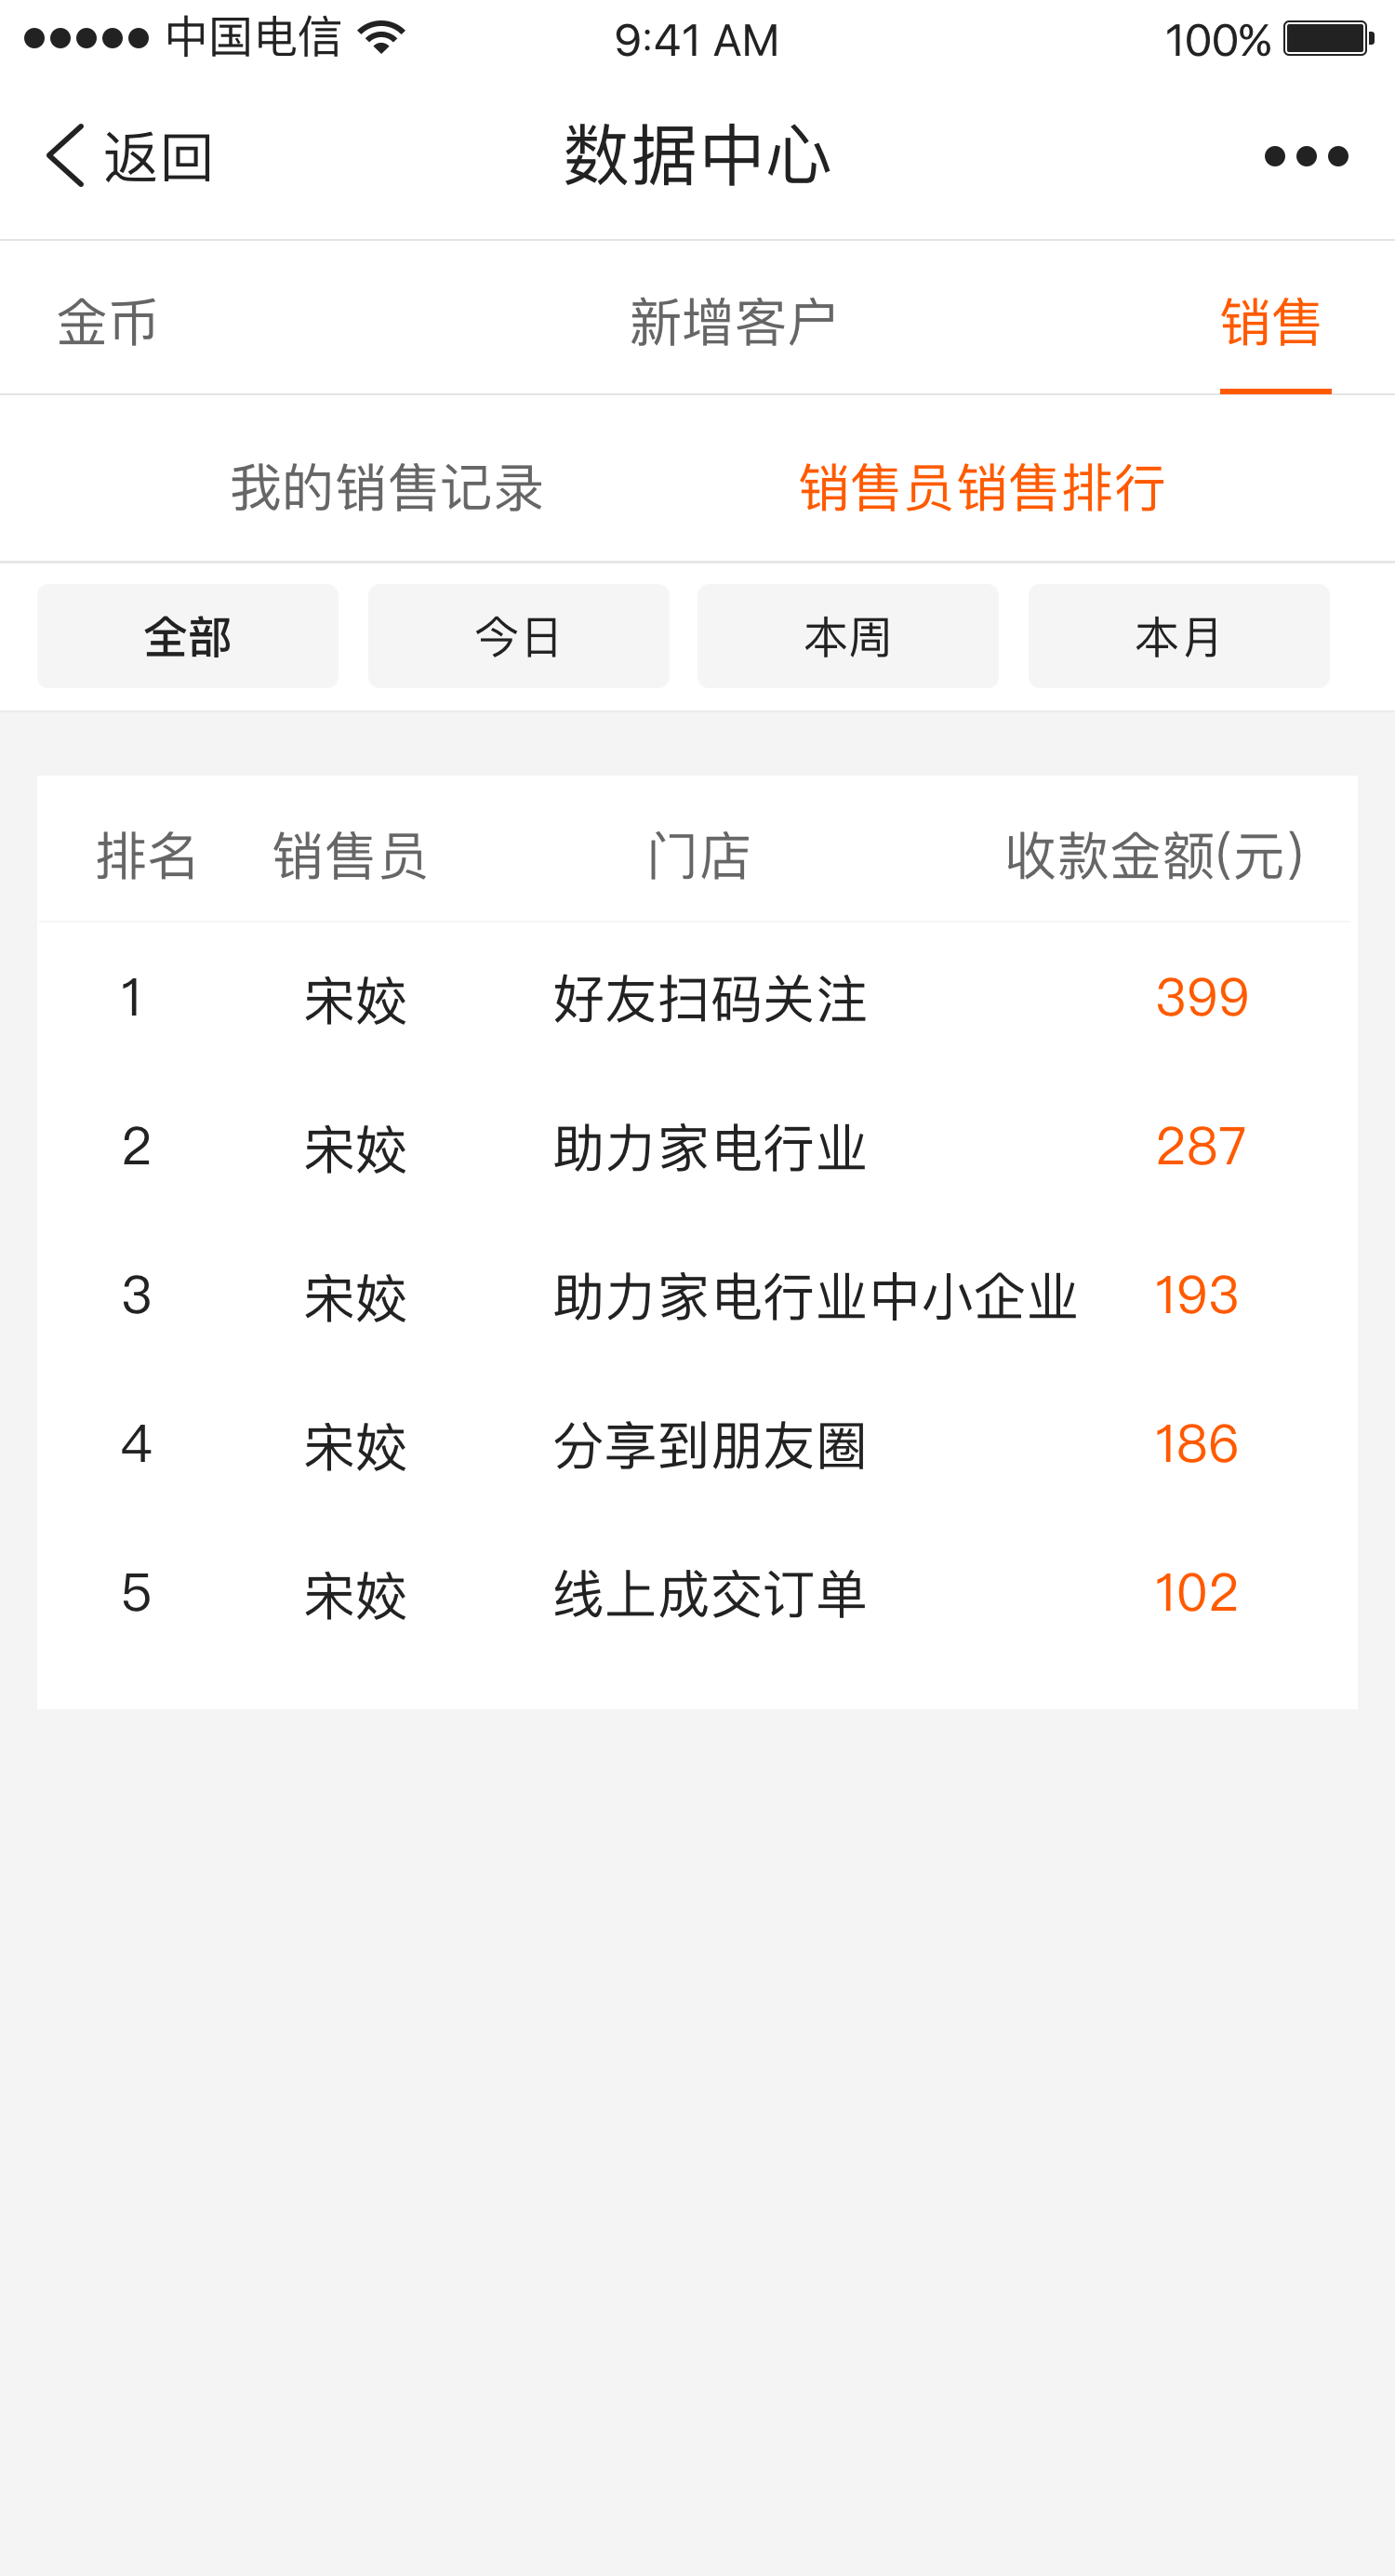 中国电信 9:41 AM 100%
返回 数据中心
金币 新增客户 销售
我的销售记录 销售员销售排行
全部 今日 本周 本月
排名 销售员 门店 收款金额(元)
1 宋姣 好友扫码关注 399
2 宋姣 助力家电行业 287
3 宋姣 助力家电行业中小企业 193
4 宋姣 分享到朋友圈 186
5 宋姣 线上成交订单 102